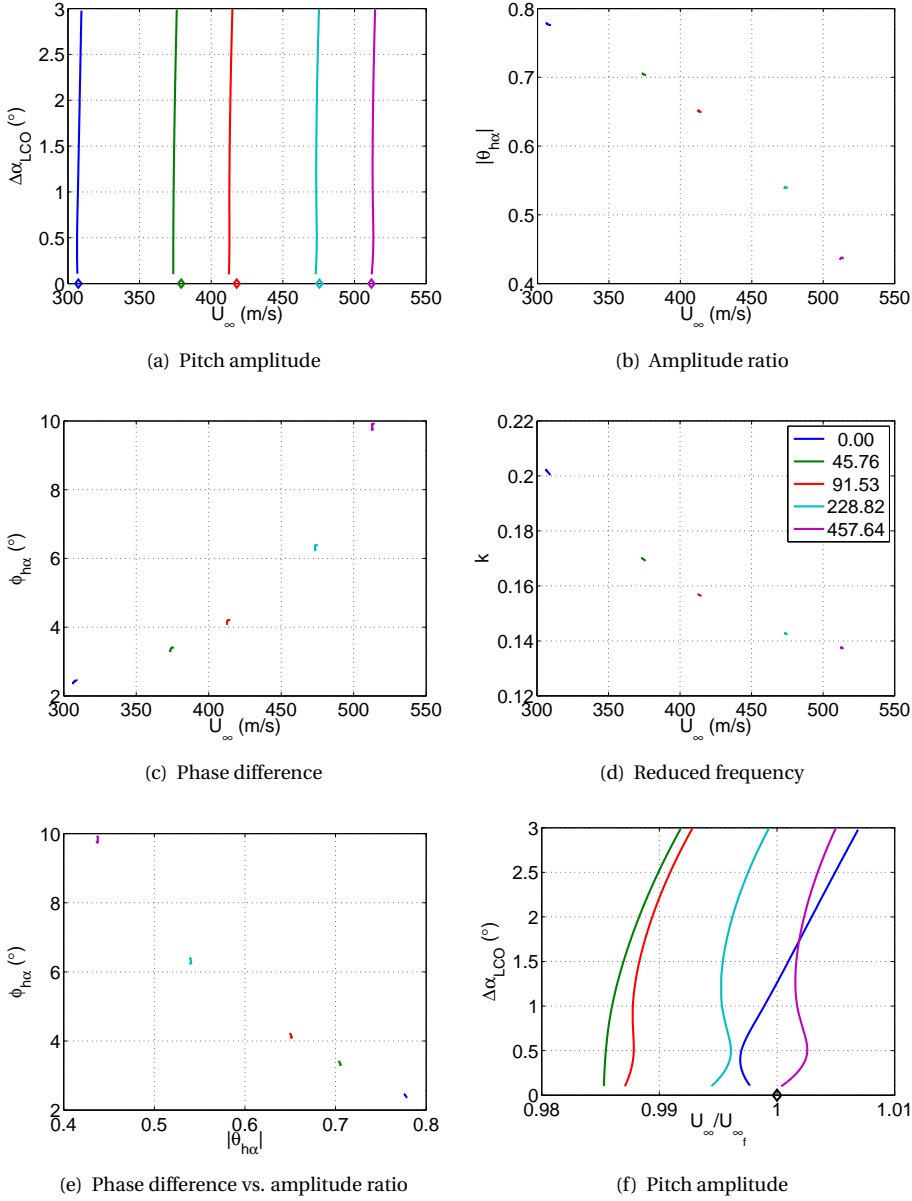 3
2.5
2
1.5
1
0.5
0
Δα_LCO (°)
300 350 400 450 500 550
U_∞ (m/s)
(a) Pitch amplitude
0.8
0.7
0.6
0.5
0.4
|θ_hα|
300 350 400 450 500 550
U_∞ (m/s)
(b) Amplitude ratio
10
8
6
4
2
ϕ_hα (°)
300 350 400 450 500 550
U_∞ (m/s)
(c) Phase difference
0.22
0.2
0.18
0.16
0.14
0.12
k
0.00
45.76
91.53
228.82
457.64
300 350 400 450 500 550
U_∞ (m/s)
(d) Reduced frequency
10
8
6
4
2
ϕ_hα (°)
0.4 0.5 0.6 0.7 0.8
|θ_hα|
(e) Phase difference vs. amplitude ratio
3
2.5
2
1.5
1
0.5
0
Δα_LCO (°)
0.98 0.99 1 1.01
U_∞/U_∞_f
(f) Pitch amplitude